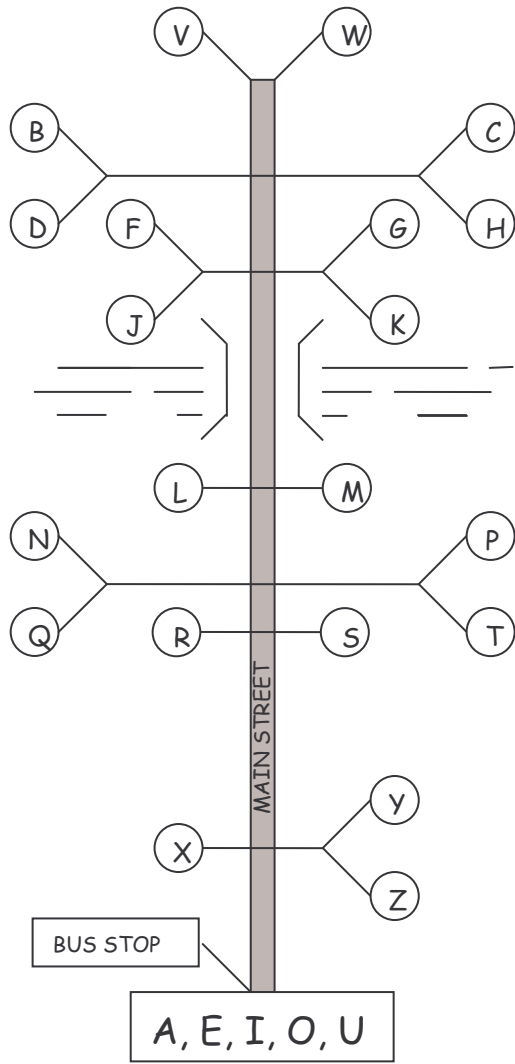 V W
B C
D F G H
J K
L M
N P
Q R S T
MAIN STREET
Y
X
Z
BUS STOP
A, E, I, O, U